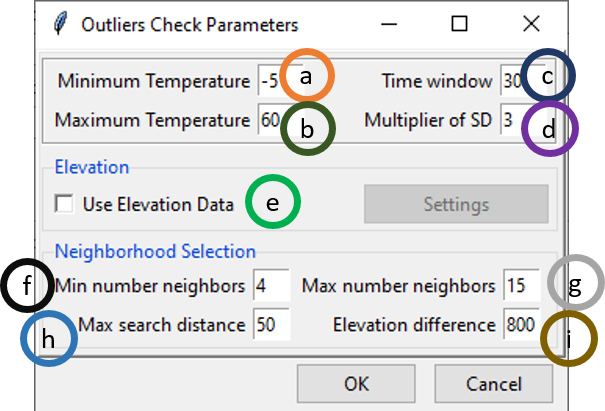 Outliers Check Parameters
Minimum Temperature -5 a Time window 30 c
Maximum Temperature 60 b Multiplier of SD 3 d
Elevation
Use Elevation Data e Settings
Neighborhood Selection
f Min number neighbors 4 Max number neighbors 15 g
h Max search distance 50 Elevation difference 800 i
OK Cancel